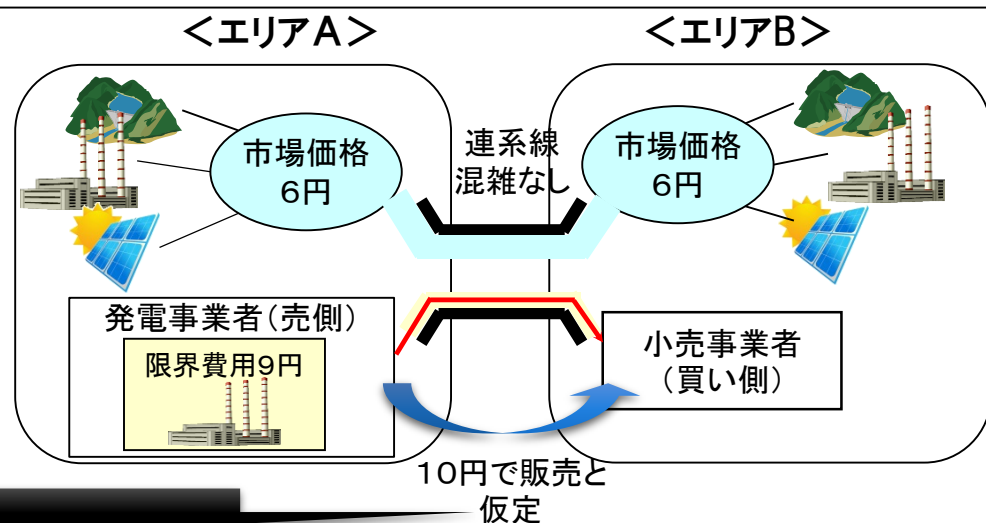 ＜エリアA＞
＜エリアB＞
市場価格
6円
連系線
混雑なし
市場価格
6円
発電事業者（売側）
限界費用9円
小売事業者
（買い側）
10円で販売と
仮定